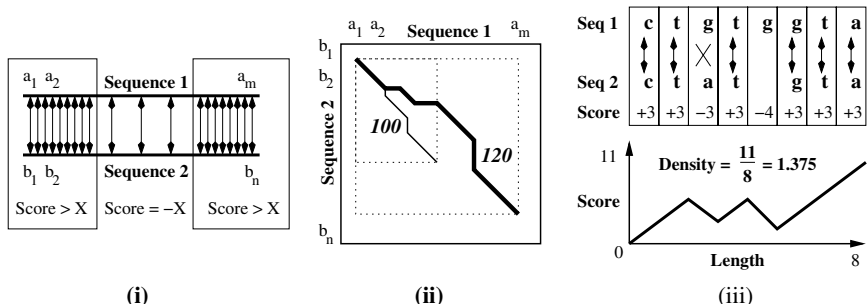 a1 a2 am
Sequence 1
Sequence 2
b1 b2 bn
Score > X Score = −X Score > X
(i)
a1 a2 Sequence 1 am
b1
b2
Sequence 2
bn
100
120
(ii)
Seq 1 c t g t g g t a
Seq 2 c t a t g t a
Score +3 +3 −3 +3 −4 +3 +3 +3
11
Density = 11/8 = 1.375
Score
0
Length 8
(iii)